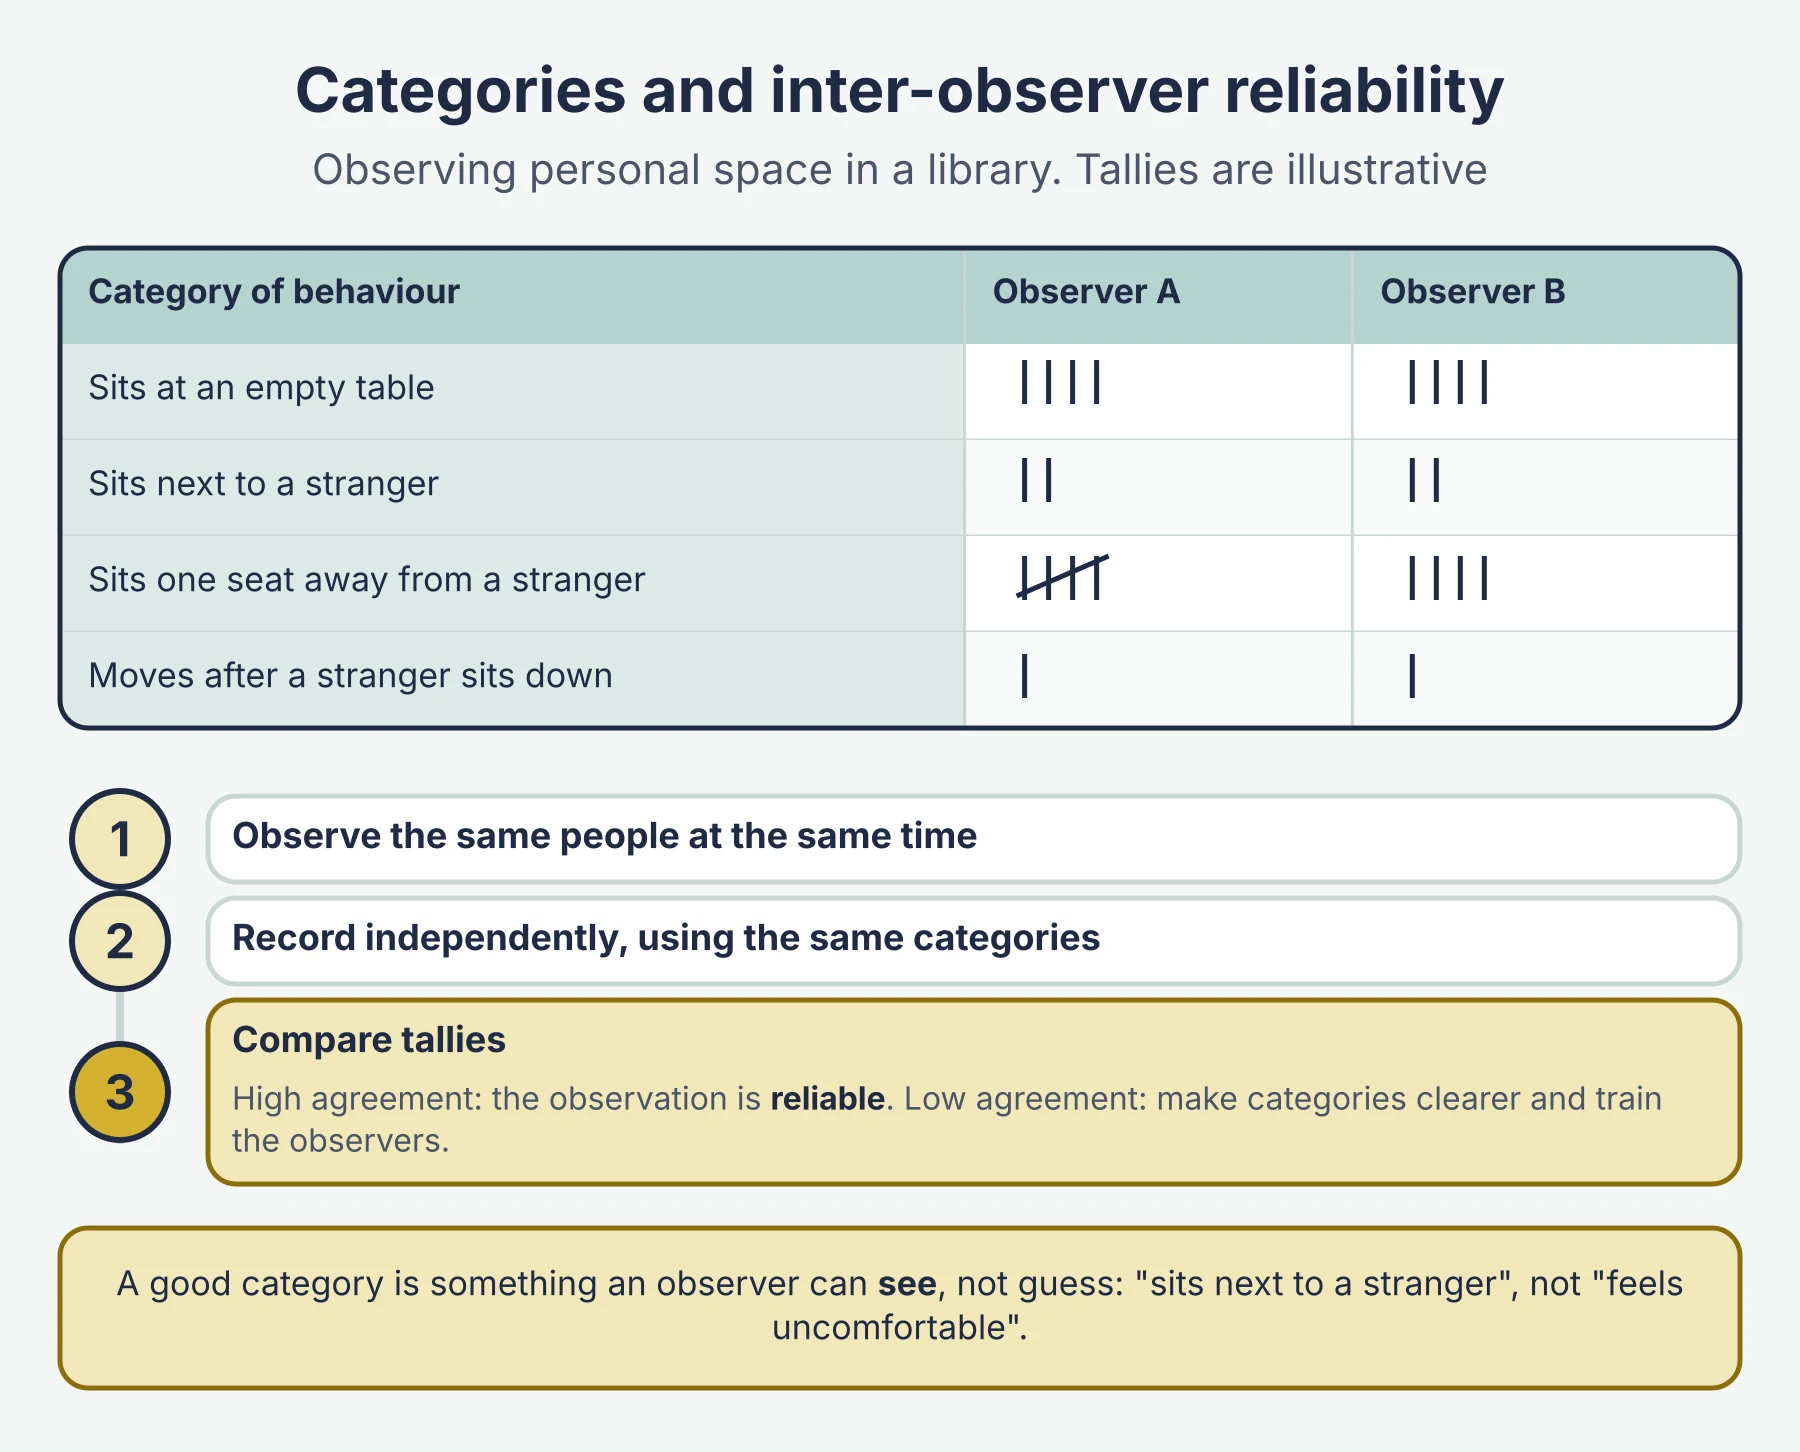 Categories and inter-observer reliability
Observing personal space in a library. Tallies are illustrative
Category of behaviour
Observer A
Observer B
Sits at an empty table
Sits next to a stranger
Sits one seat away from a stranger
Moves after a stranger sits down
1
Observe the same people at the same time
2
Record independently, using the same categories
3
Compare tallies
High agreement: the observation is reliable. Low agreement: make categories clearer and train
the observers.
A good category is something an observer can see, not guess: "sits next to a stranger", not "feels
uncomfortable".